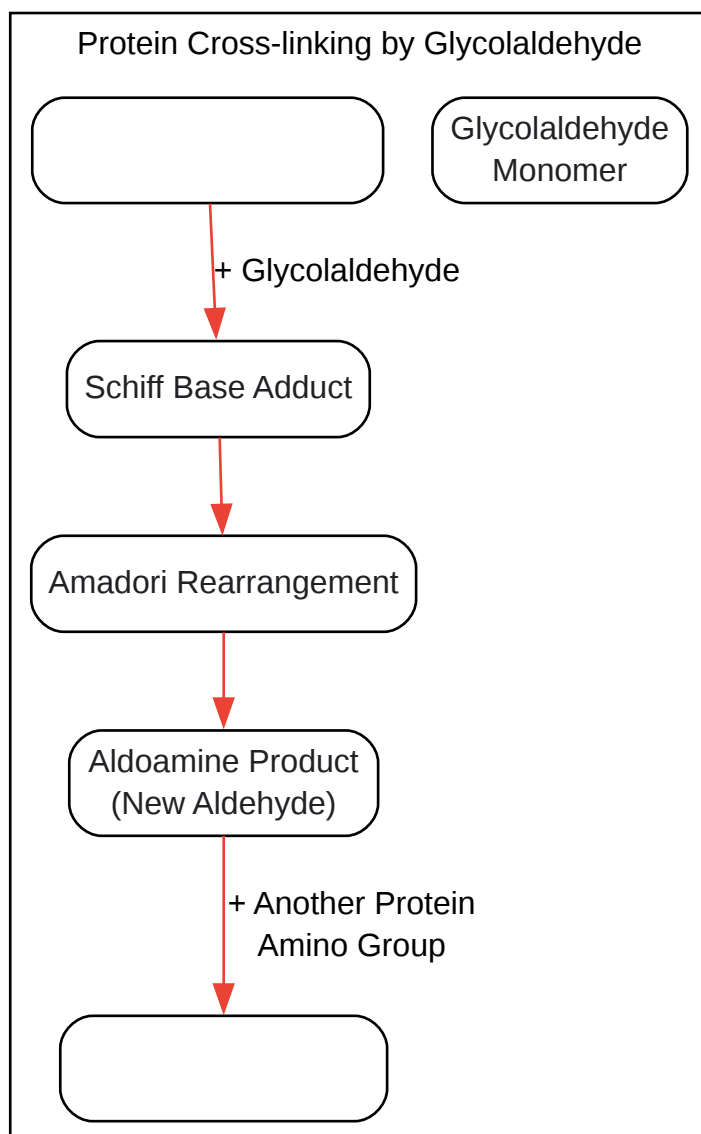 Protein Cross-linking by Glycolaldehyde
Glycolaldehyde
Monomer
+ Glycolaldehyde
Schiff Base Adduct
Amadori Rearrangement
Aldoamine Product
(New Aldehyde)
+ Another Protein
Amino Group